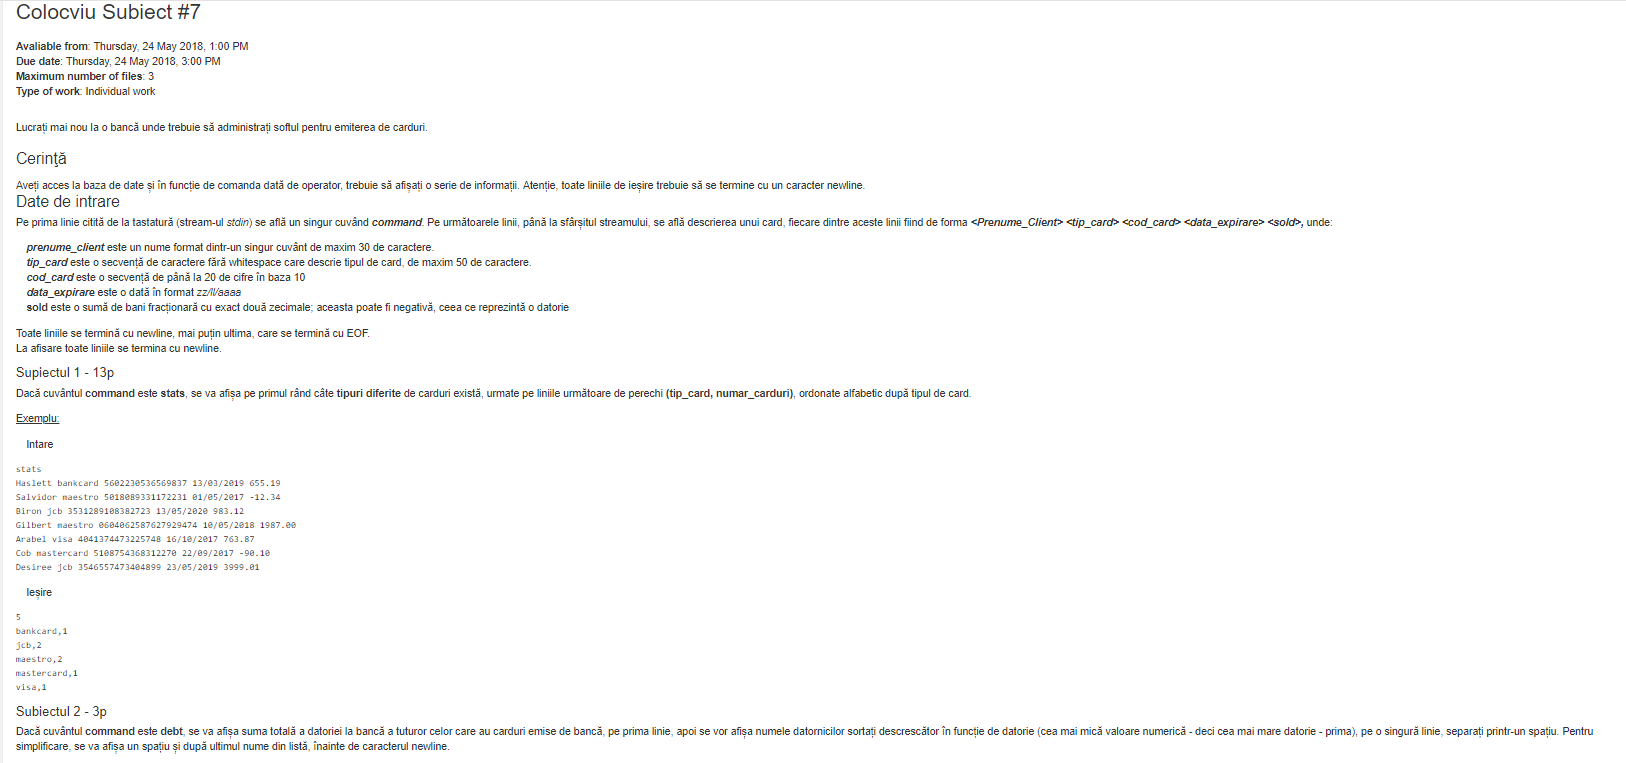 Colocviu Subiect #7
Avaliable from: Thursday, 24 May 2018, 1:00 PM
Due date: Thursday, 24 May 2018, 3:00 PM
Maximum number of files: 3
Type of work: Individual work
Lucrați mai nou la o bancă unde trebuie să administrați softul pentru emiterea de carduri.
Cerinţă
Aveți acces la baza de date și în funcție de comanda dată de operator, trebuie să afișați o serie de informații. Atenție, toate liniile de ieșire trebuie să se termine cu un caracter newline.
Date de intrare
Pe prima linie citită de la tastatură (stream-ul stdin) se află un singur cuvând command. Pe următoarele linii, până la sfârșitul streamului, se află descrierea unui card, fiecare dintre aceste linii fiind de forma <Prenume_Client> <tip_card> <cod_card> <data_expirare> <sold>, unde:
prenume_client este un nume format dintr-un singur cuvânt de maxim 30 de caractere.
tip_card este o secvență de caractere fără whitespace care descrie tipul de card, de maxim 50 de caractere.
cod_card este o secvență de până la 20 de cifre în baza 10
data_expirare este o dată în format zz/ll/aaaa
sold este o sumă de bani fracționară cu exact două zecimale; aceasta poate fi negativă, ceea ce reprezintă o datorie
Toate liniile se termină cu newline, mai puțin ultima, care se termină cu EOF.
La afisare toate liniile se termina cu newline.
Supiectul 1 - 13p
Dacă cuvântul command este stats, se va afișa pe primul rând câte tipuri diferite de carduri există, urmate pe liniile următoare de perechi (tip_card, numar_carduri), ordonate alfabetic după tipul de card.
Exemplu:
Intare
stats
Haslett bankcard 5602230536569837 13/03/2019 655.19
Salvidor maestro 5018089331172231 01/05/2017 -12.34
Biron jcb 3531289108382723 13/05/2020 983.12
Gilbert maestro 0604062587627929474 10/05/2018 1987.00
Arabel visa 4041374473225748 16/10/2017 763.87
Cob mastercard 5108754368312270 22/09/2017 -90.10
Desiree jcb 3546557473404899 23/05/2019 3999.01
Ieșire
5
bankcard,1
jcb,2
maestro,2
mastercard,1
visa,1
Subiectul 2 - 3p
Dacă cuvântul command este debt, se va afișa suma totală a datoriei la bancă a tuturor celor care au carduri emise de bancă, pe prima linie, apoi se vor afișa numele datornicilor sortați descrescător în funcție de datorie (cea mai mică valoare numerică - deci cea mai mare datorie - prima), pe o singură linie, separați printr-un spațiu. Pentru
simplificare, se va afișa un spațiu și după ultimul nume din listă, înainte de caracterul newline.